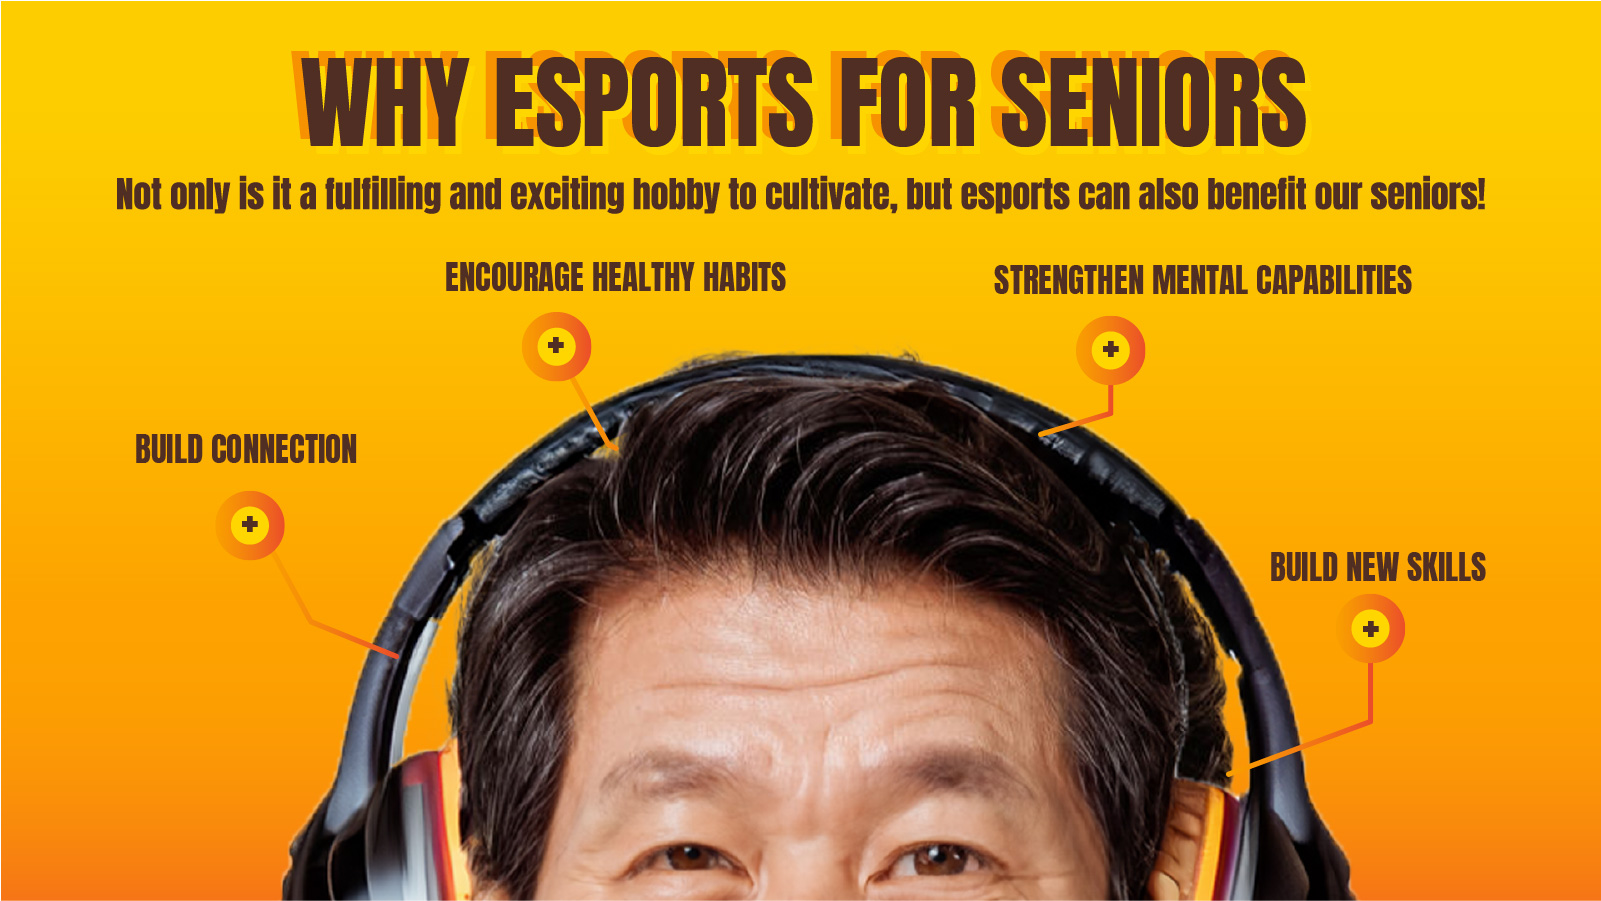 WHY ESPORTS FOR SENIORS
Not only is it a fulfilling and exciting hobby to cultivate, but esports can also benefit our seniors!
ENCOURAGE HEALTHY HABITS
STRENGTHEN MENTAL CAPABILITIES
BUILD CONNECTION
BUILD NEW SKILLS